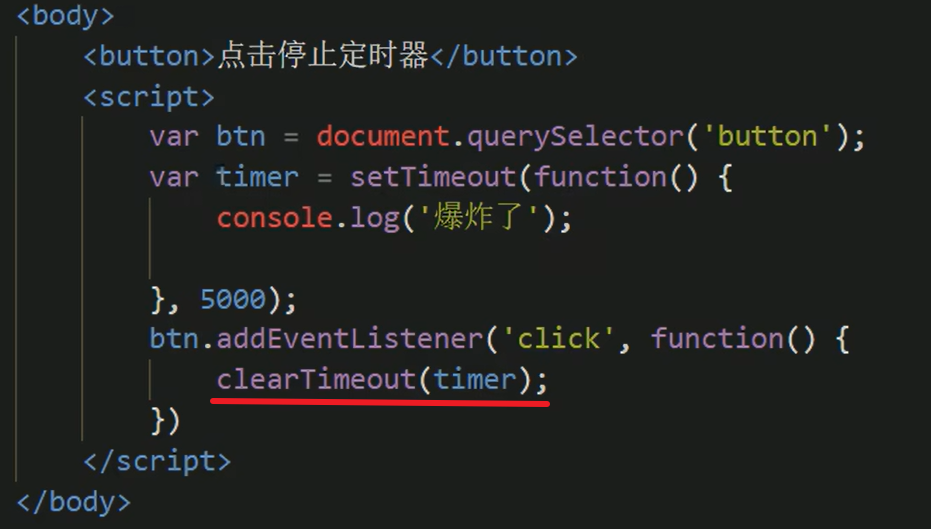 <body>
<button>点击停止定时器</button>
<script>
var btn = document.querySelector('button');
var timer = setTimeout(function() {
console.log('爆炸了');
}, 5000);
btn.addEventListener('click', function() {
clearTimeout(timer);
})
</script>
</body>